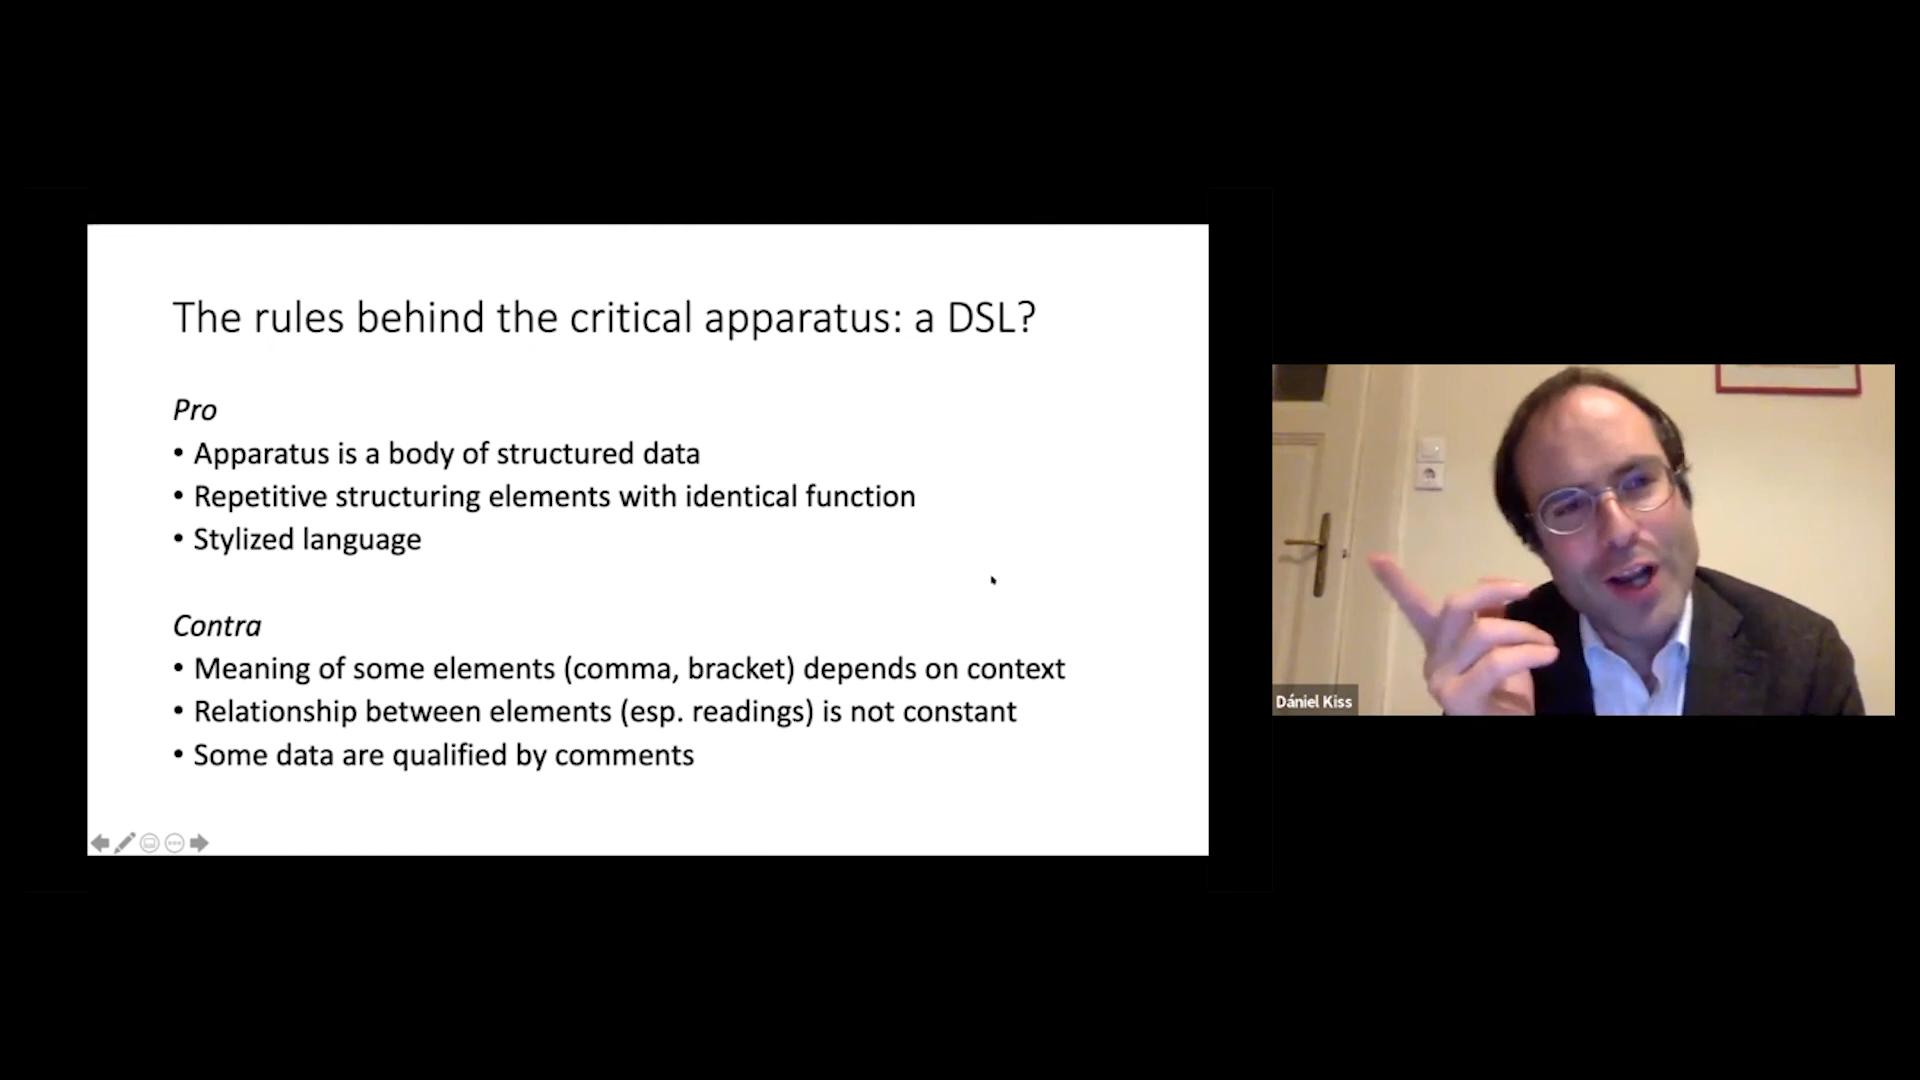 The rules behind the critical apparatus: a DSL?
Pro
• Apparatus is a body of structured data
• Repetitive structuring elements with identical function
• Stylized language
Contra
• Meaning of some elements (comma, bracket) depends on context
• Relationship between elements (esp. readings) is not constant
• Some data are qualified by comments
Dániel Kiss